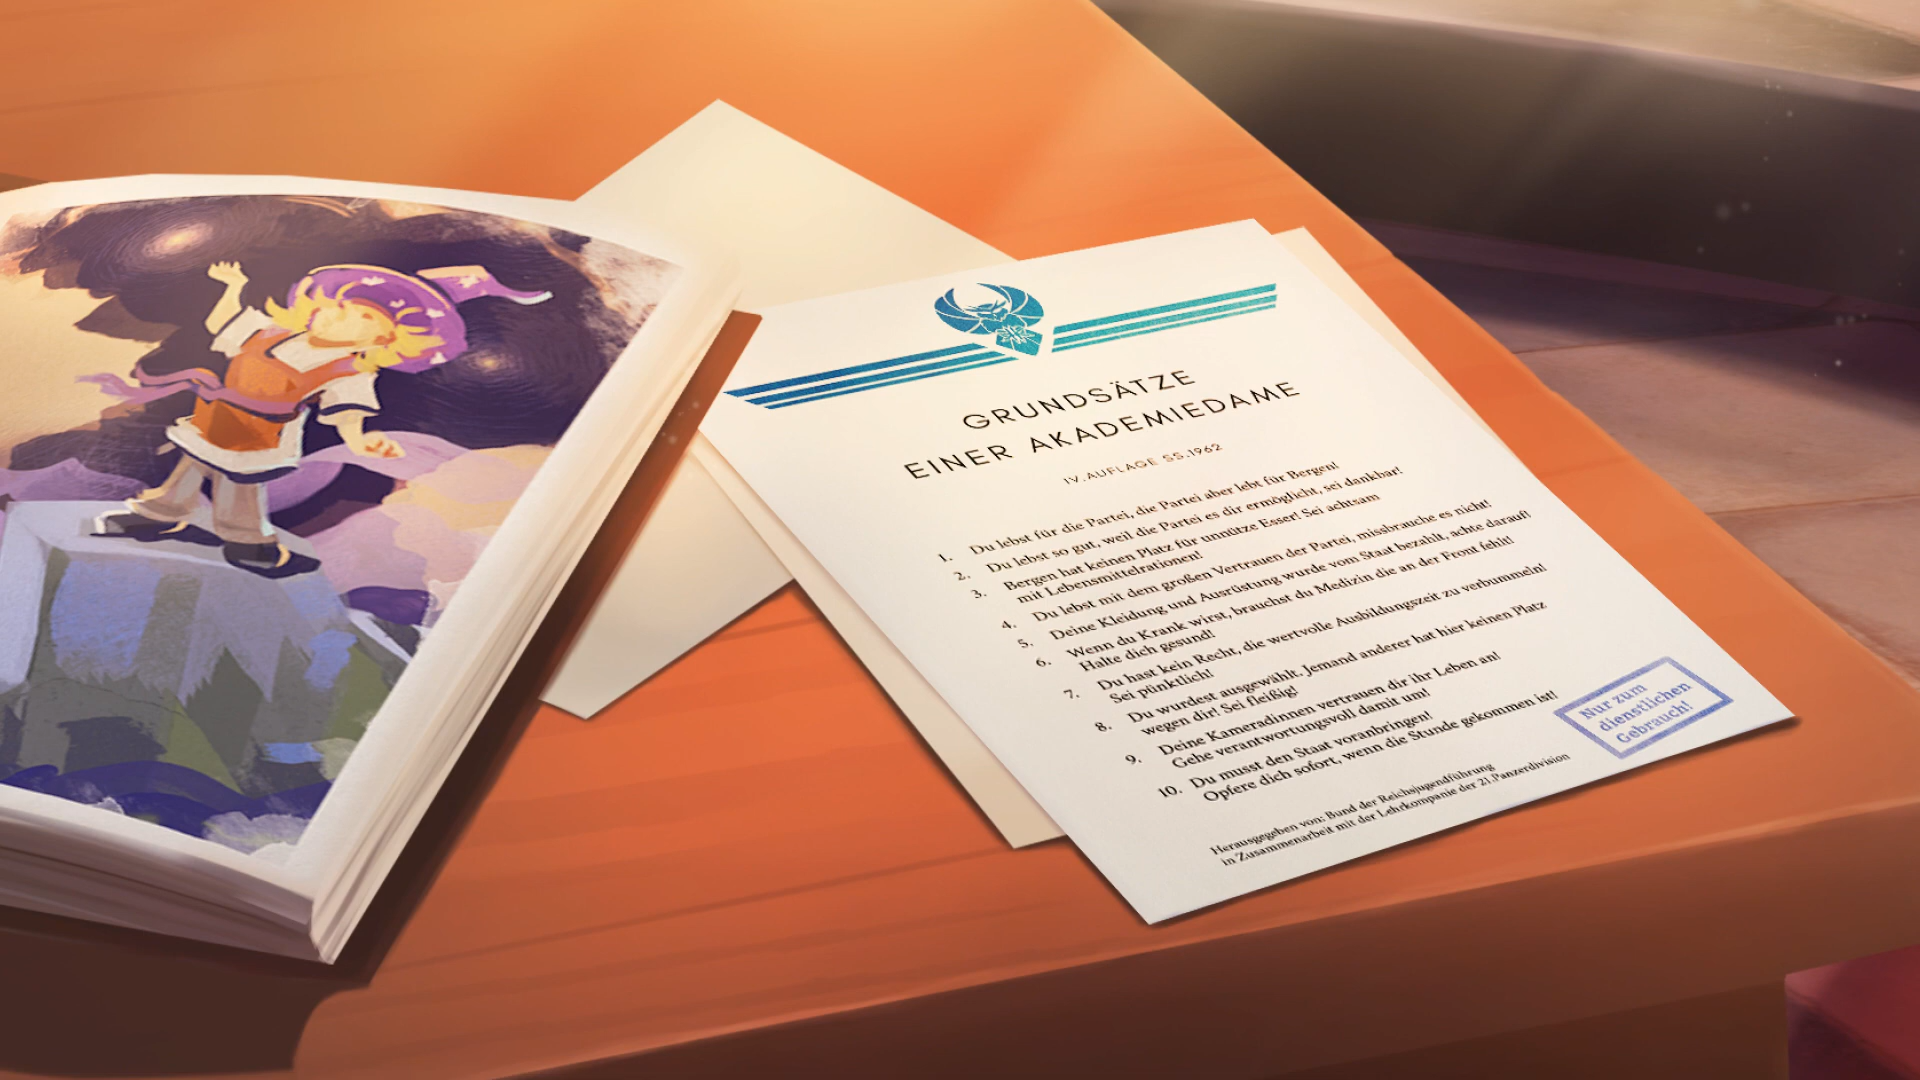 GRUNDSÄTZE
EINER AKADEMIEDAME
IV.AUFLAGE SS.1962
1. Du lebst für die Partei, die Partei aber lebt für Bergen!
2. Du lebst so gut, weil die Partei es dir ermöglicht, sei dankbar!
3. Bergen hat keinen Platz für unnütze Esser! Sei achtsam
mit Lebensmittelrationen!
4. Du lebst mit dem großen Vertrauen der Partei, missbrauche es nicht!
5. Deine Kleidung und Ausrüstung wurde vom Staat bezahlt, achte darauf!
6. Wenn du Krank wirst, brauchst du Medizin die an der Front fehlt!
Halte dich gesund!
7. Du hast kein Recht, die wertvolle Ausbildungszeit zu verbummeln!
Sei pünktlich!
8. Du wurdest ausgewählt. Jemand anderer hat hier keinen Platz
wegen dir! Sei fleißig!
9. Deine Kameradinnen vertrauen dir ihr Leben an!
Gehe verantwortungsvoll damit um!
10. Du musst den Staat voranbringen!
Opfere dich sofort, wenn die Stunde gekommen ist!
Nur zum
dienstlichen
Gebrauch!
Herausgegeben von: Bund der Reichsjugendführung
in Zusammenarbeit mit der Lehrkompanie der 21.Panzerdivision